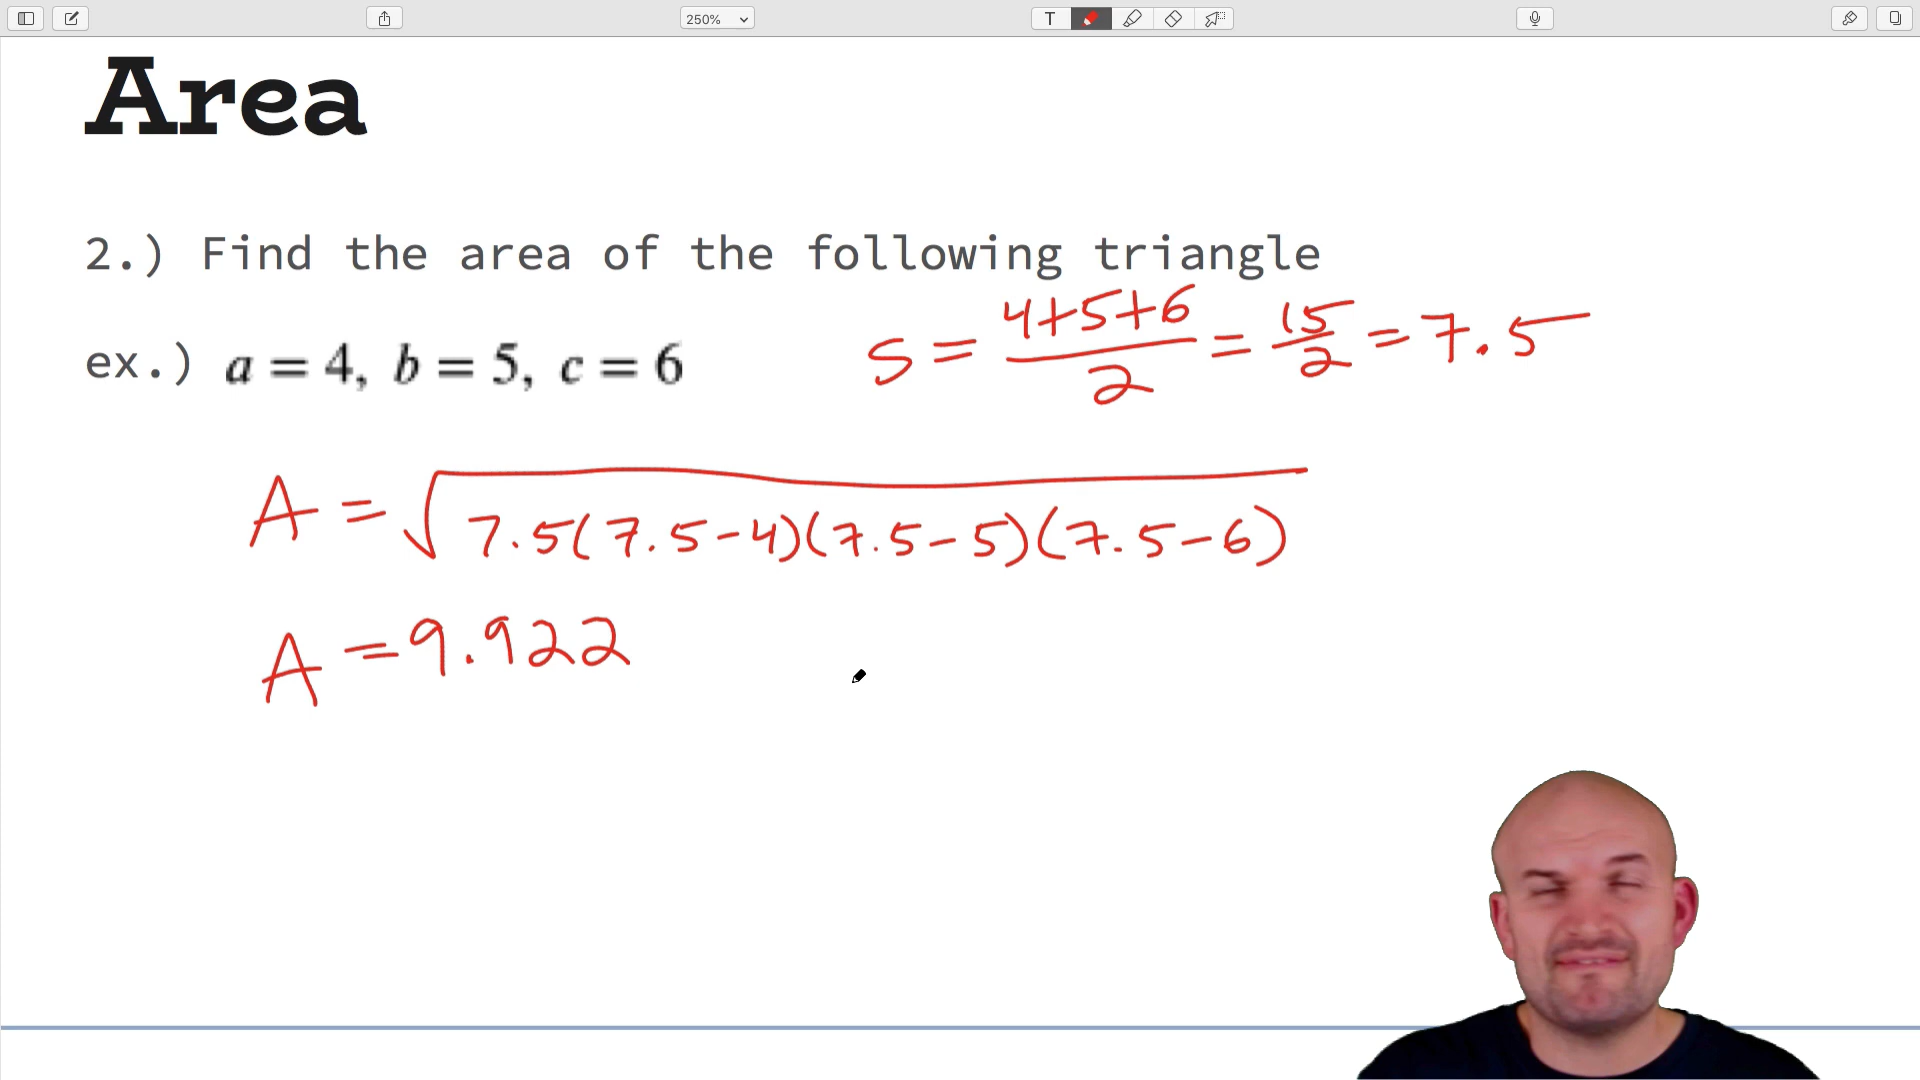 250%
T
Area
2.) Find the area of the following triangle
ex.) a = 4, b = 5, c = 6
s = 4+5+6/2 = 15/2 = 7.5
A = √7.5(7.5-4)(7.5-5)(7.5-6)
A = 9.922